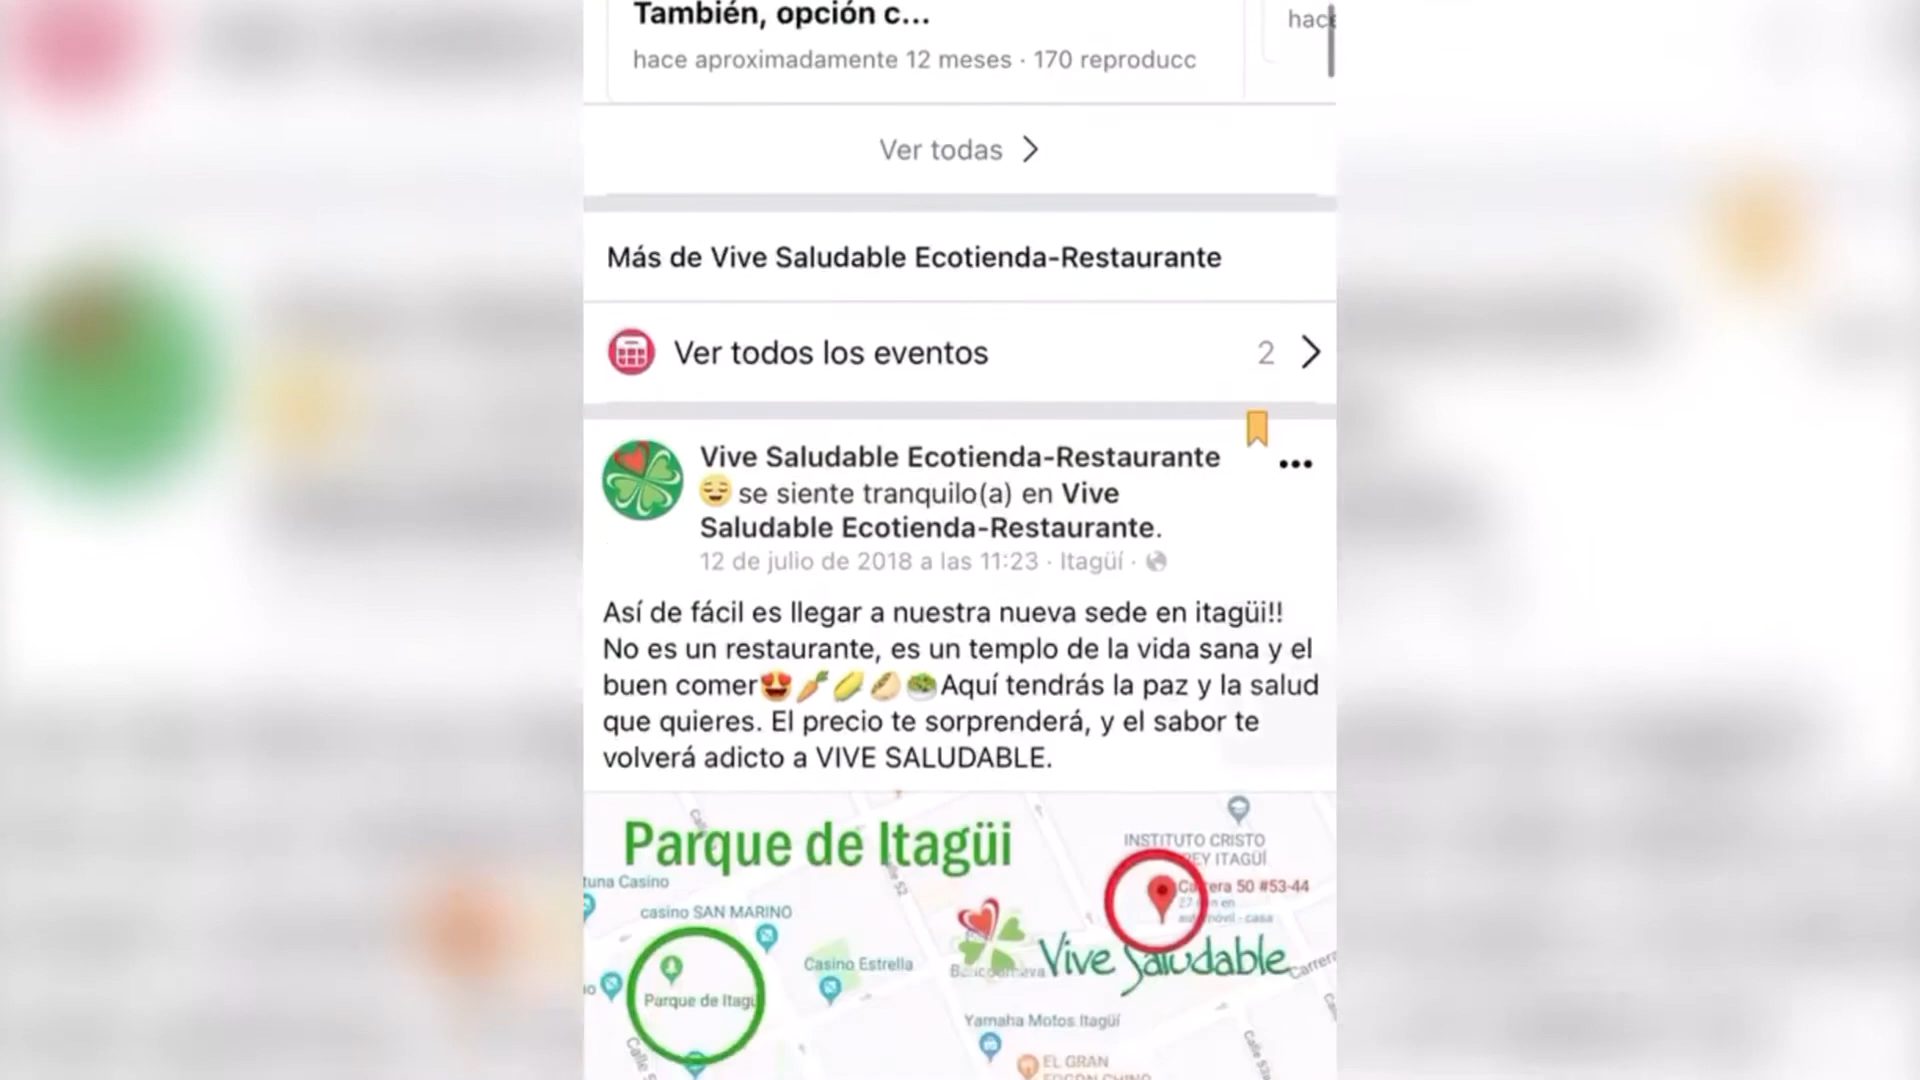 También, opción c...
hace aproximadamente 12 meses · 170 reproducc
Ver todas
Más de Vive Saludable Ecotienda-Restaurante
Ver todos los eventos 2
Vive Saludable Ecotienda-Restaurante
😌 se siente tranquilo(a) en Vive
Saludable Ecotienda-Restaurante.
12 de julio de 2018 a las 11:23 · Itagüí ·
Así de fácil es llegar a nuestra nueva sede en itagüi!!
No es un restaurante, es un templo de la vida sana y el
buen comer😍🥕🌽🥙🥗Aquí tendrás la paz y la salud
que quieres. El precio te sorprenderá, y el sabor te
volverá adicto a VIVE SALUDABLE.
Parque de Itagüi
INSTITUTO CRISTO
REY ITAGÜÍ
tuna Casino
Carrera 50 #53-44
casino SAN MARINO
Casino Estrella
Vive Saludable
Parque de Itagü
Yamaha Motos Itagüí
EL GRAN